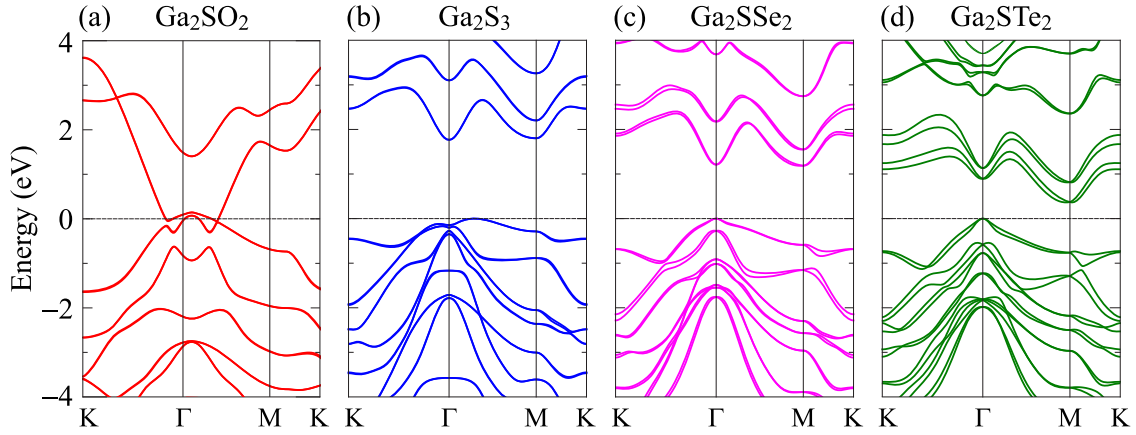 (a) Ga₂SO₂ (b) Ga₂S₃ (c) Ga₂SSe₂ (d) Ga₂STe₂
4
2
0
−2
−4
Energy (eV)
K Γ M K K Γ M K K Γ M K K Γ M K